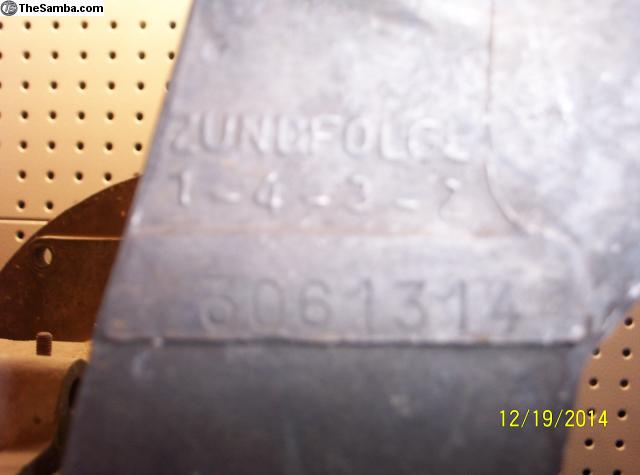 TheSamba.com
ZUNDFOLGE
1-4-3-2
3061314
12/19/2014